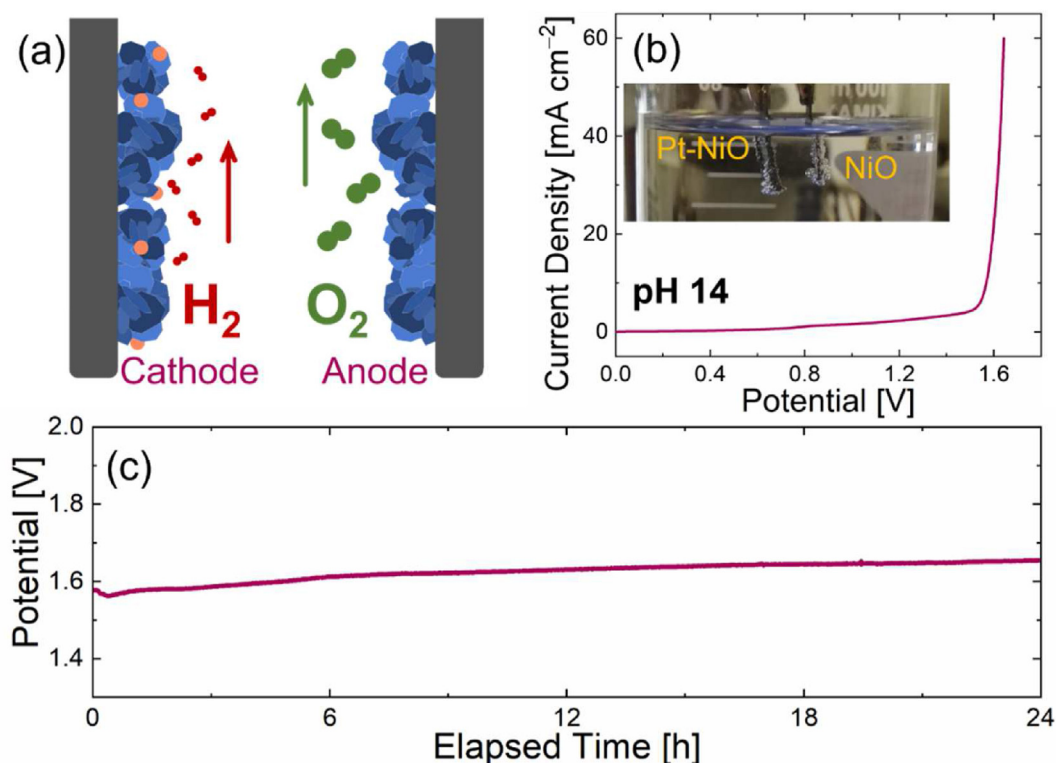 (a)
H₂
O₂
Cathode
Anode
(b)
Current Density [mA cm⁻²]
60
40
20
0
Pt-NiO
NiO
pH 14
0.0
0.4
0.8
1.2
1.6
Potential [V]
(c)
Potential [V]
2.0
1.8
1.6
1.4
0
6
12
18
24
Elapsed Time [h]